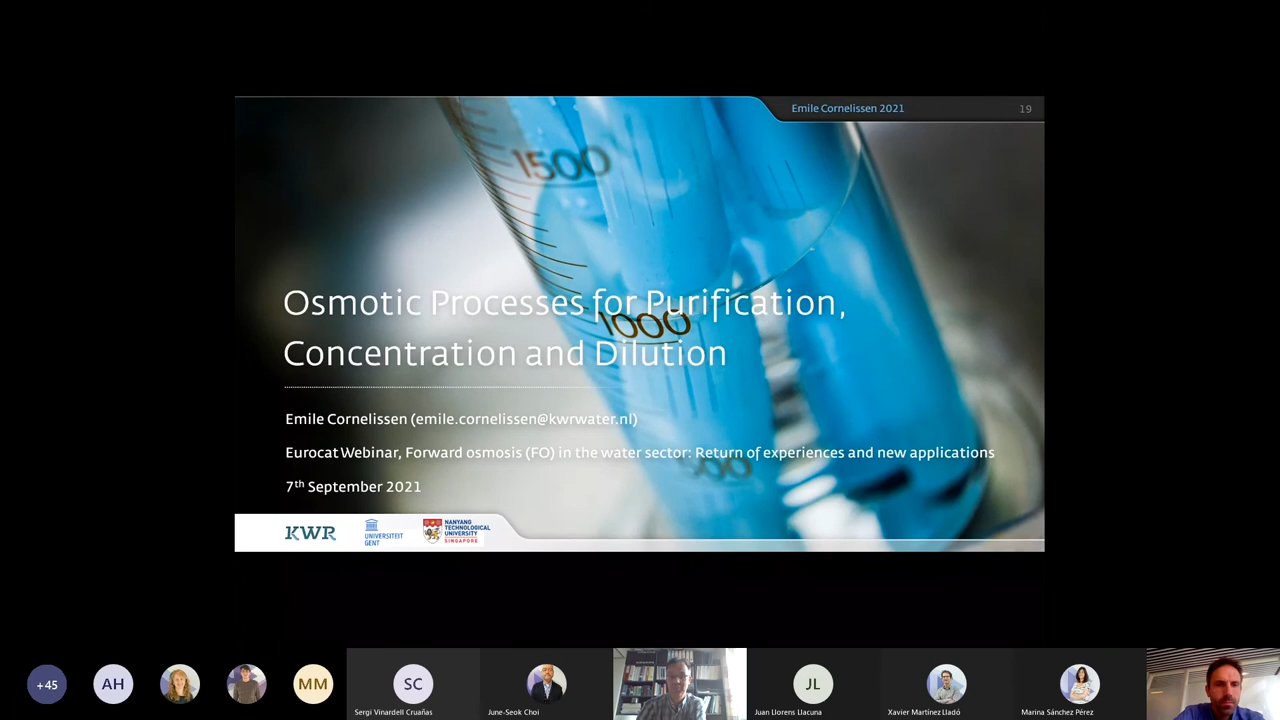 Emile Cornelissen 2021
19
1500
Osmotic Processes for Purification,
1000
Concentration and Dilution
Emile Cornelissen (emile.cornelissen@kwrwater.nl)
Eurocat Webinar, Forward osmosis (FO) in the water sector: Return of experiences and new applications
500
7th September 2021
KWR
UNIVERSITEIT
GENT
NANYANG
TECHNOLOGICAL
UNIVERSITY
SINGAPORE
+45
AH
MM
SC
JL
Sergi Vinardell Cruañas
June-Seok Choi
Juan Llorens Llacuna
Xavier Martínez Lladó
Marina Sánchez Pérez